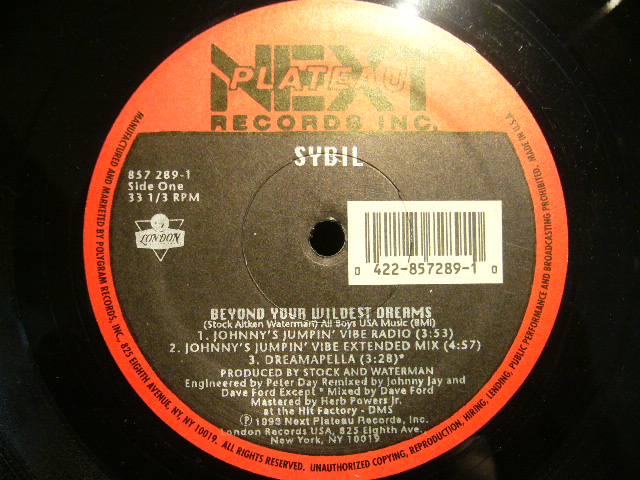 NEXT
PLATEAU
RECORDS INC.
SYBIL
857 289-1
Side One
33 1/3 RPM
LONDON
0 422-857289-1 0
BEYOND YOUR WILDEST DREAMS
(Stock Aitken Waterman) All Boys USA Music (BMI)
1. JOHNNY'S JUMPIN' VIBE RADIO (3:53)
2. JOHNNY'S JUMPIN' VIBE EXTENDED MIX (4:57)
3. DREAMAPELLA (3:28)*
PRODUCED BY STOCK AND WATERMAN
Engineered by Peter Day Remixed by Johnny Jay and
Dave Ford Except * Mixed by Dave Ford
Mastered by Herb Powers Jr.
at the Hit Factory - DMS
Ⓟ 1993 Next Plateau Records, Inc.
London Records USA, 825 Eighth Ave.,
New York, NY 10019
MANUFACTURED AND MARKETED BY POLYGRAM RECORDS, INC., 825 EIGHTH AVENUE, NY, NY 10019. ALL RIGHTS RESERVED. UNAUTHORIZED COPYING, REPRODUCTION, HIRING, LENDING, PUBLIC PERFORMANCE AND BROADCASTING PROHIBITED. MADE IN U.S.A.